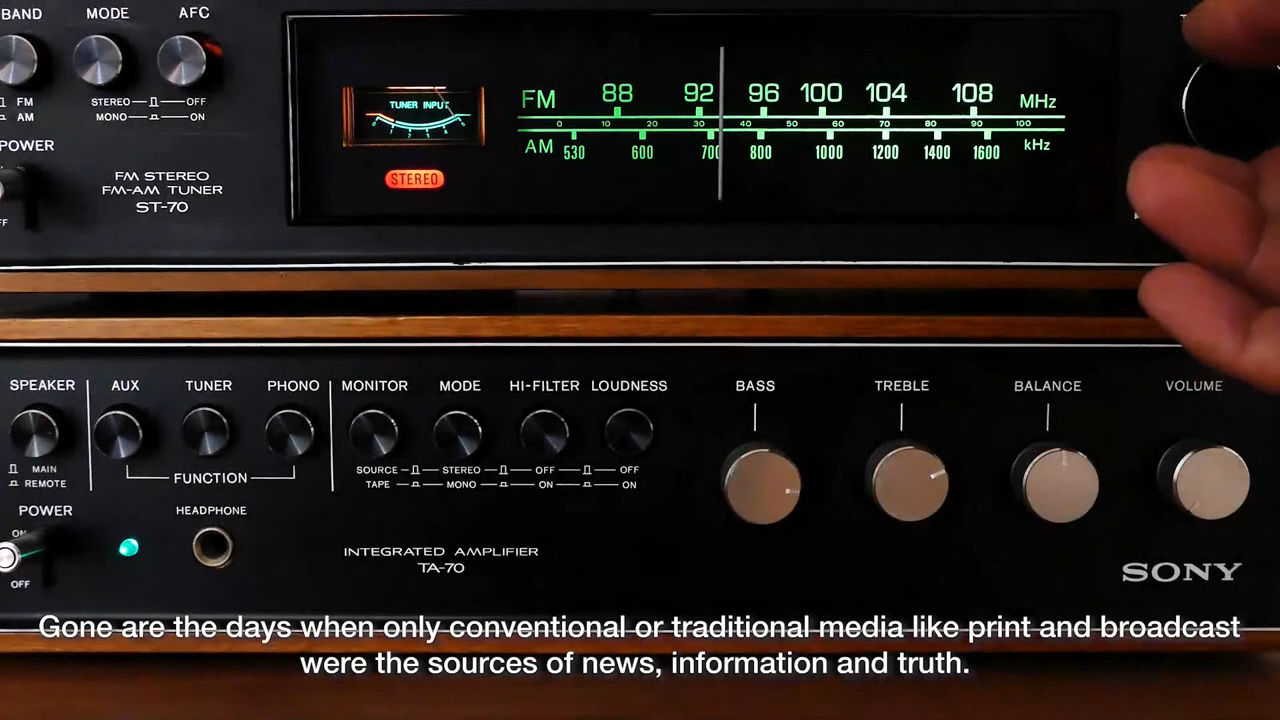 BAND MODE AFC
FM STEREO OFF
AM MONO ON
POWER
FM STEREO
FM-AM TUNER
ST-70
TUNER INPUT
STEREO
FM 88 92 96 100 104 108 MHz
0 10 20 30 40 50 60 70 80 90 100
AM 530 600 700 800 1000 1200 1400 1600 kHz
SPEAKER AUX TUNER PHONO MONITOR MODE HI-FILTER LOUDNESS BASS TREBLE BALANCE VOLUME
MAIN SOURCE STEREO OFF OFF
REMOTE FUNCTION TAPE MONO ON ON
POWER HEADPHONE
ON
OFF
INTEGRATED AMPLIFIER
TA-70
SONY
Gone are the days when only conventional or traditional media like print and broadcast
were the sources of news, information and truth.